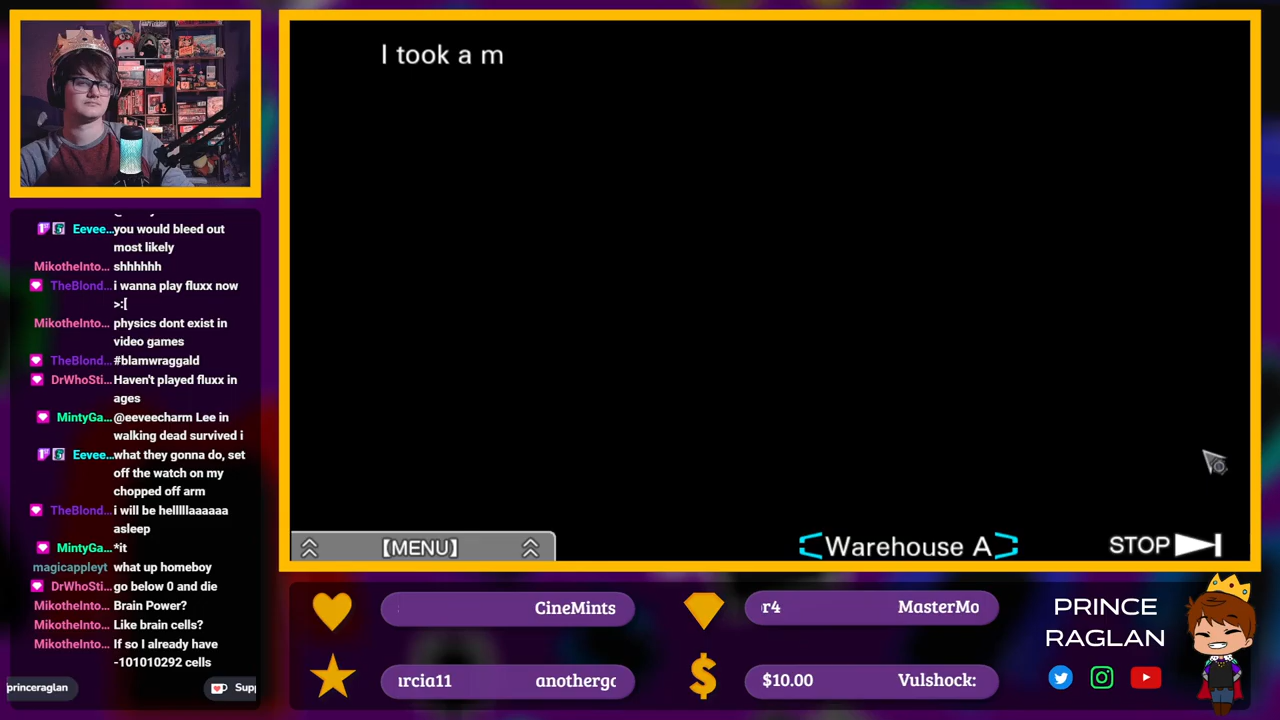 I took a m
【MENU】
Warehouse A
STOP
Eevee... you would bleed out
most likely
MikotheInto... shhhhhh
TheBlond... i wanna play fluxx now
>:[
MikotheInto... physics dont exist in
video games
TheBlond... #blamwraggald
DrWhoSti... Haven't played fluxx in
ages
MintyGa... @eeveecharm Lee in
walking dead survived i
Eevee... what they gonna do, set
off the watch on my
chopped off arm
TheBlond... i will be helllllaaaaaa
asleep
MintyGa... *it
magicappleyt what up homeboy
DrWhoSti... go below 0 and die
MikotheInto... Brain Power?
MikotheInto... Like brain cells?
MikotheInto... If so I already have
-101010292 cells
princeraglan
Supp
CineMints
r4 MasterMo
ırcia11 anothergo
$10.00 Vulshock:
PRINCE
RAGLAN